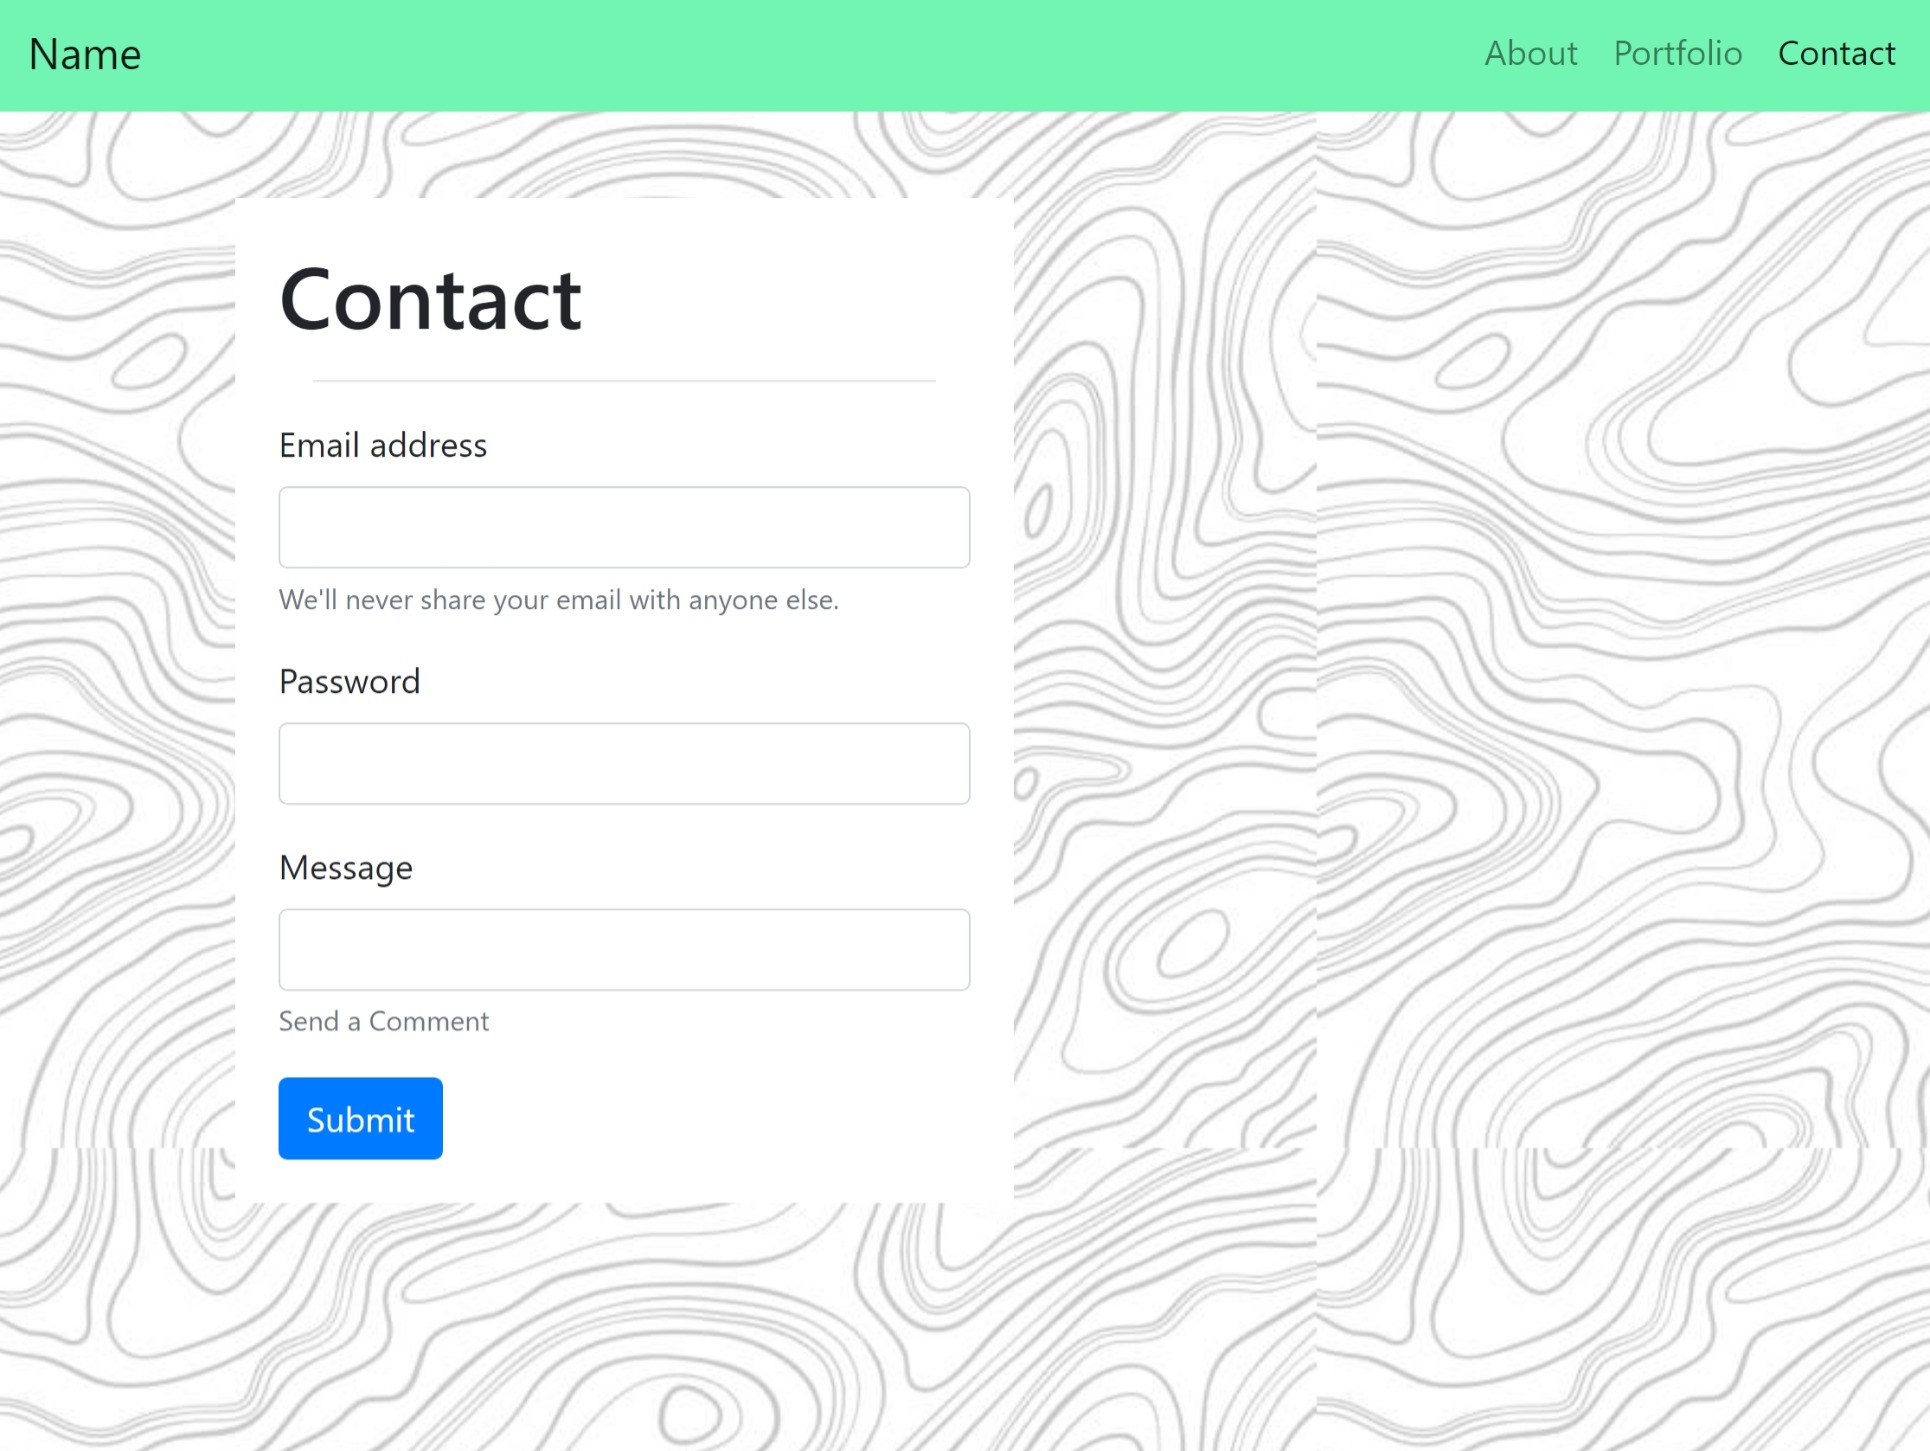 Name
About Portfolio Contact
Contact
Email address
We'll never share your email with anyone else.
Password
Message
Send a Comment
Submit